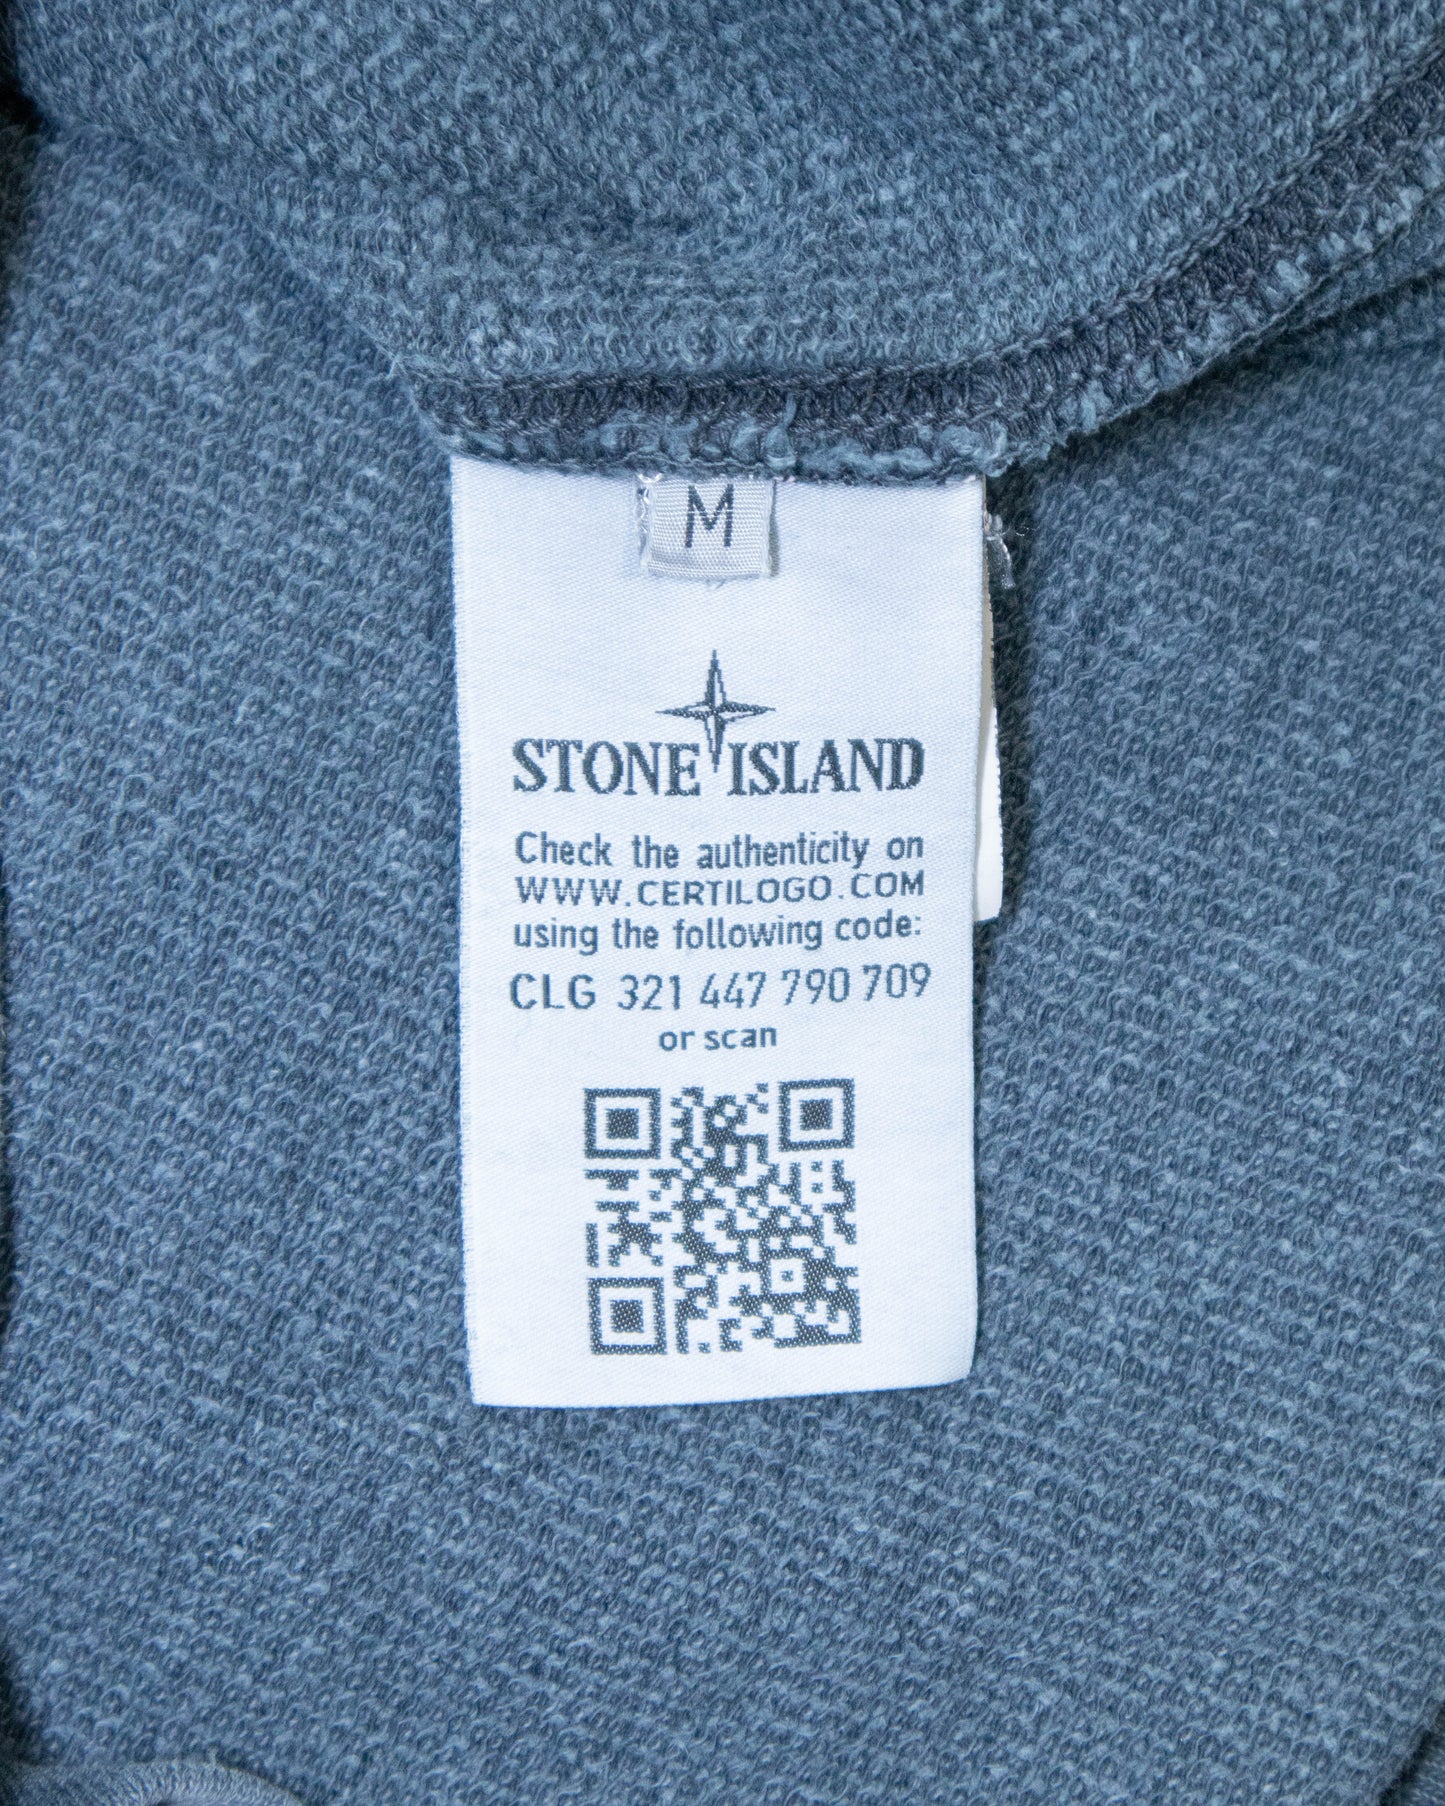 M
STONE ISLAND
Check the authenticity on
WWW.CERTILOGO.COM
using the following code:
CLG 321 447 790 709
or scan